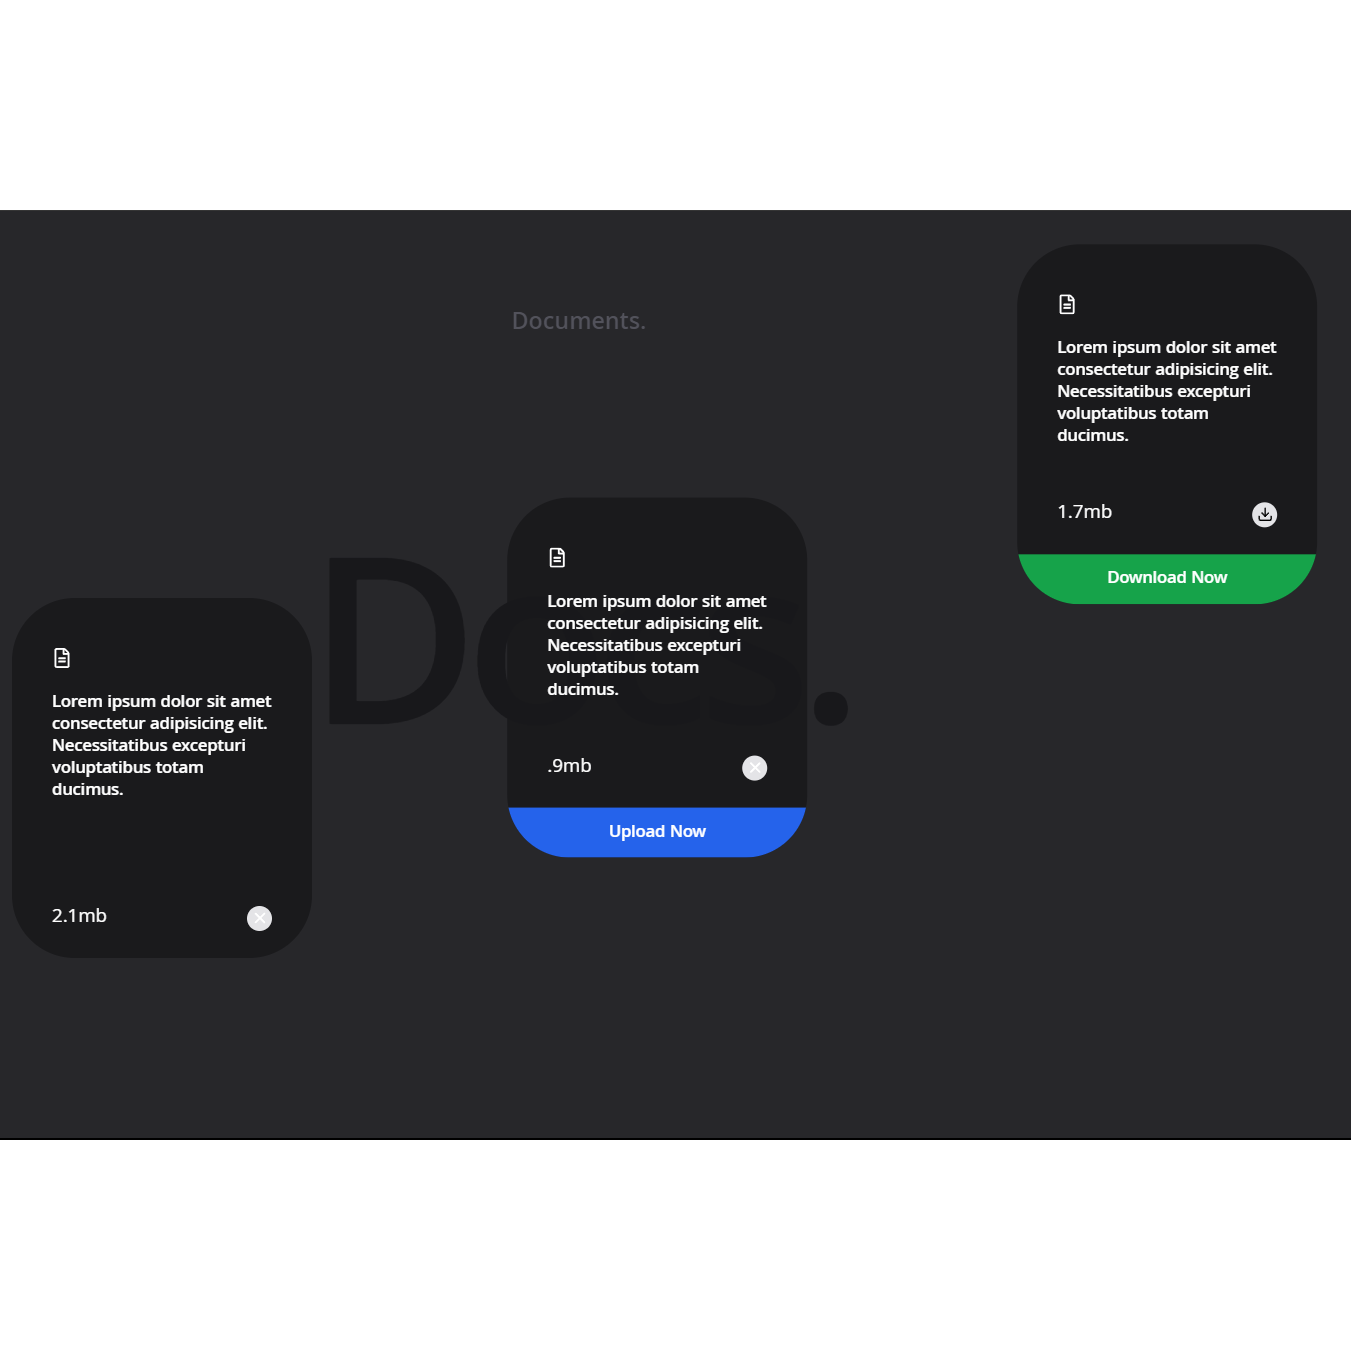 Documents.
Docs.
Lorem ipsum dolor sit amet
consectetur adipisicing elit.
Necessitatibus excepturi
voluptatibus totam
ducimus.
2.1mb
Lorem ipsum dolor sit amet
consectetur adipisicing elit.
Necessitatibus excepturi
voluptatibus totam
ducimus.
.9mb
Upload Now
Lorem ipsum dolor sit amet
consectetur adipisicing elit.
Necessitatibus excepturi
voluptatibus totam
ducimus.
1.7mb
Download Now